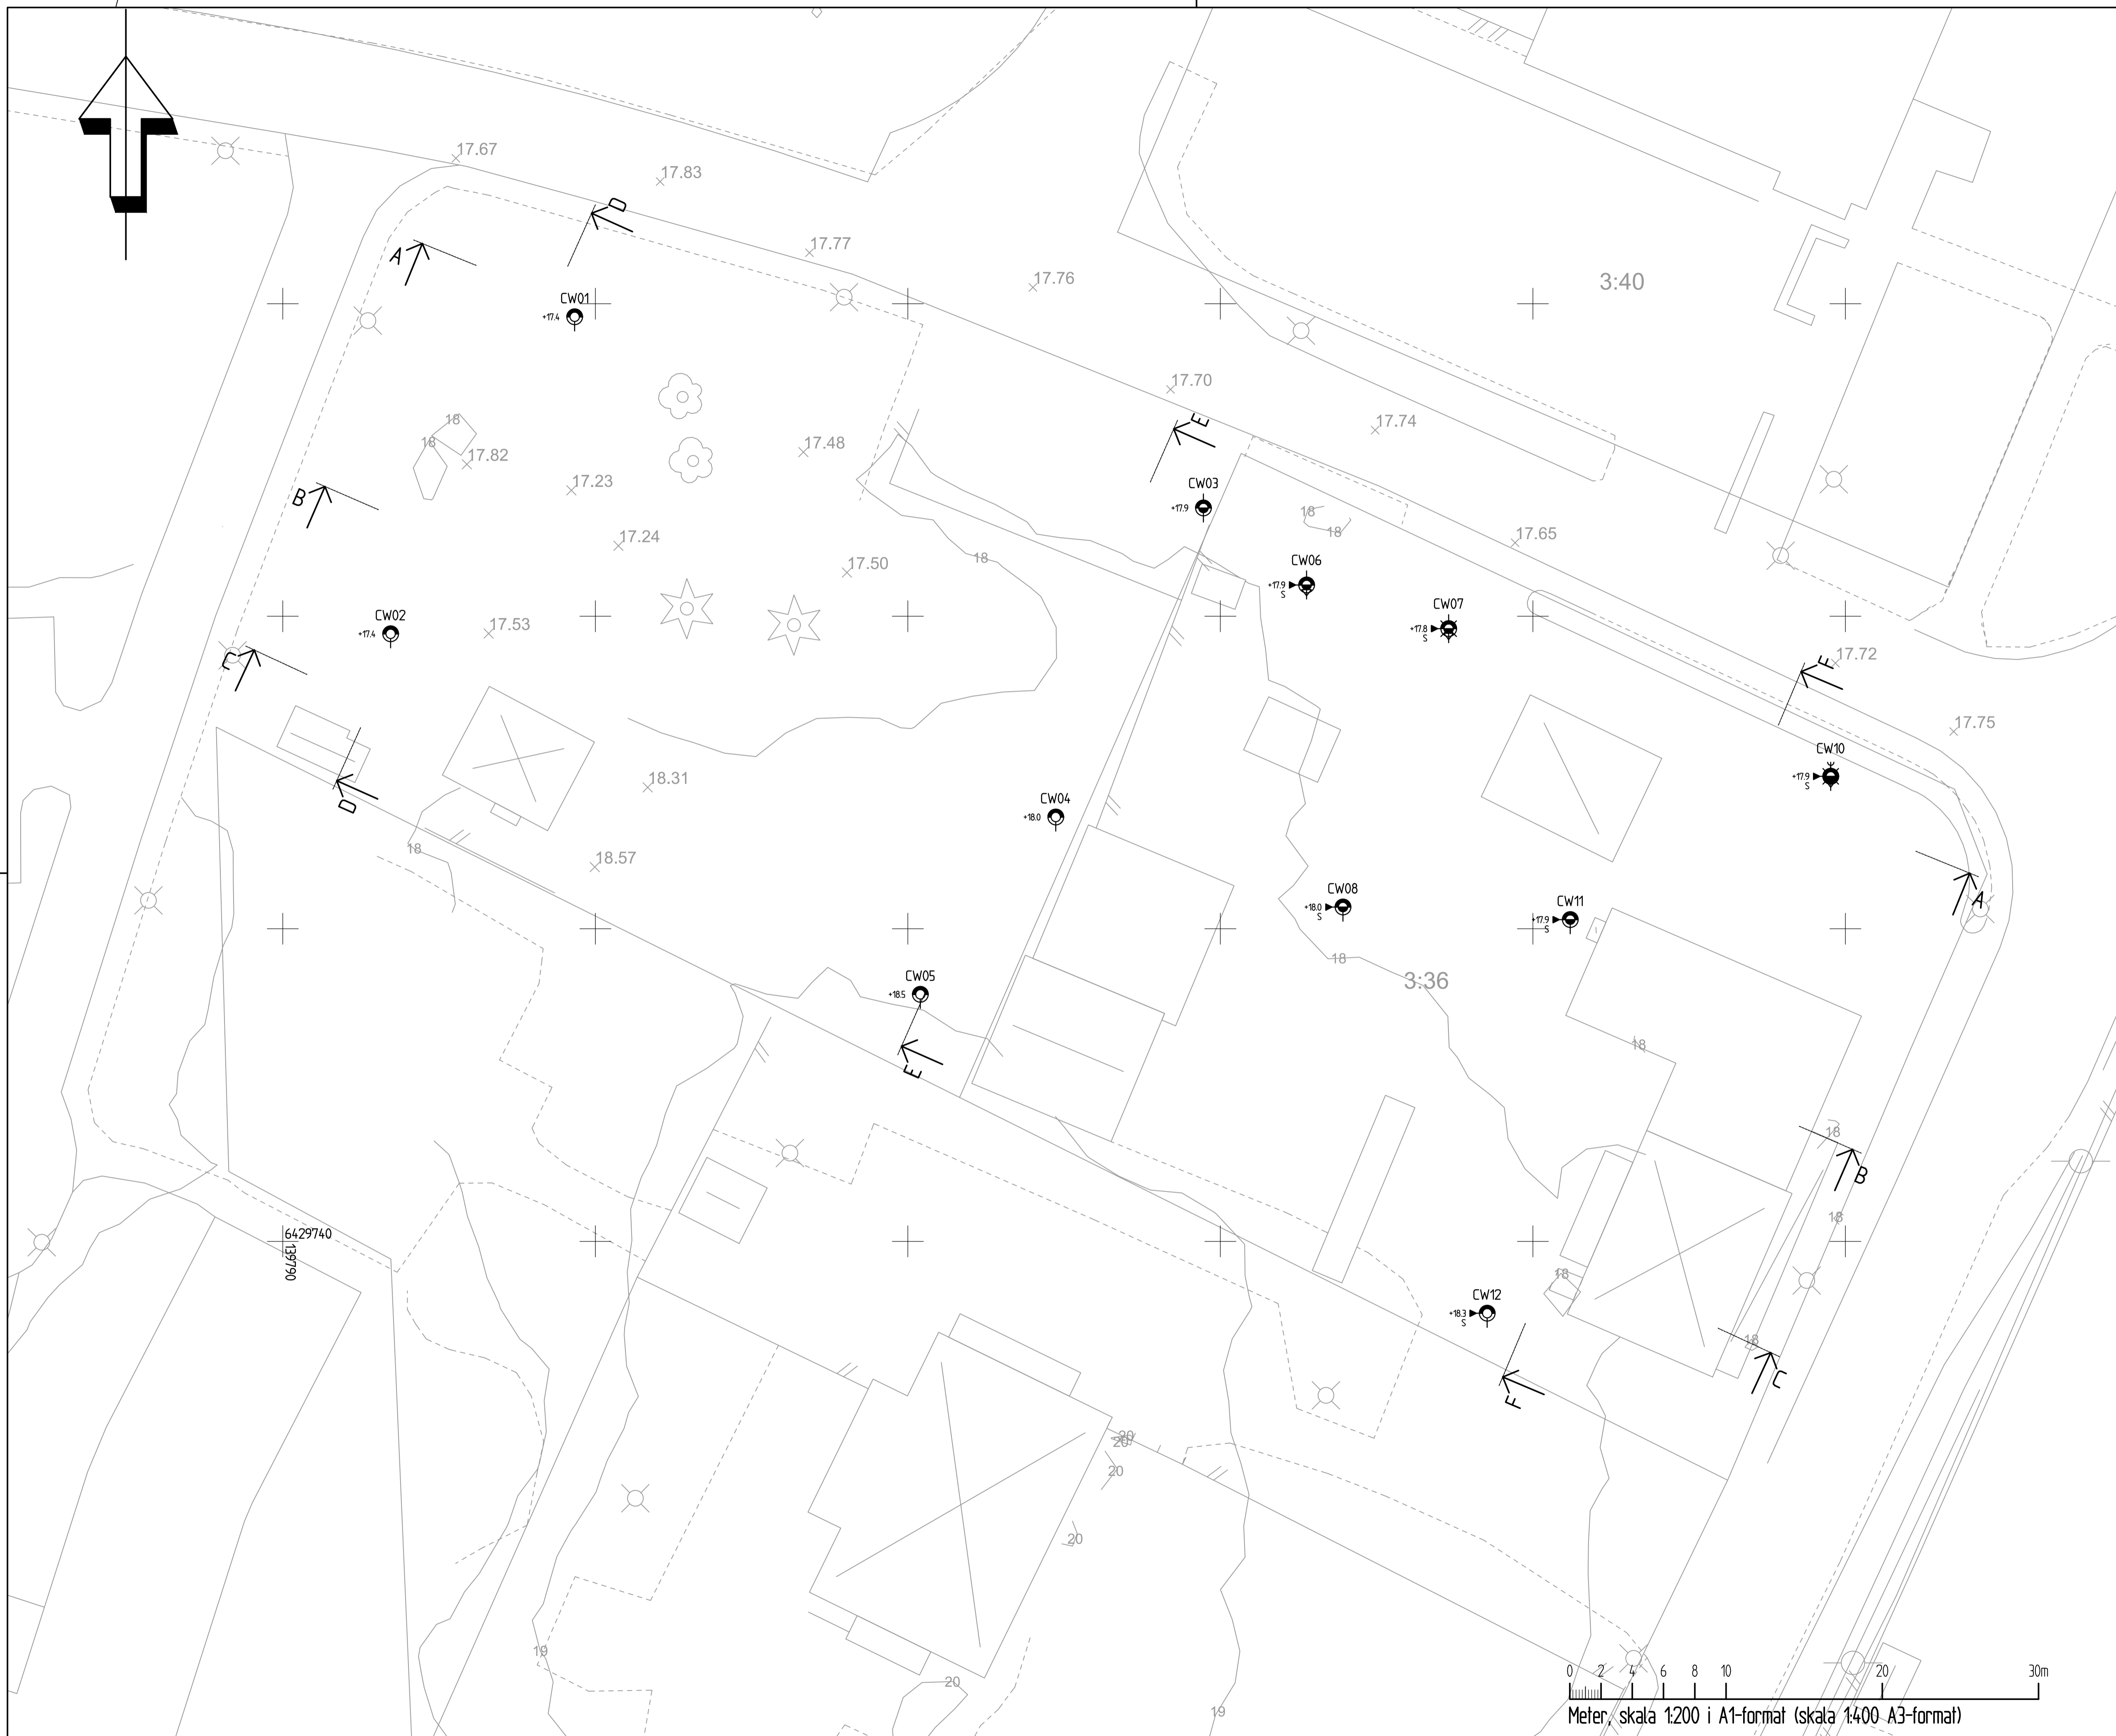 17.67
17.83
D
A
17.77
17.76
3:40
CW01
+17.4
17.70
17.74
E
18
18
17.82
17.48
17.23
B
CW03
+17.9
18
18
17.65
17.24
18
17.50
CW06
+17.9
S
CW07
+17.8
S
CW02
+17.4
17.53
C
F
17.72
17.75
CW10
+17.9
S
18.31
D
CW04
+18.0
18
18.57
CW08
+18.0
S
CW11
+17.9
S
A
18
3:36
CW05
+18.5
18
E
18
B
18
6429740
139790
18
CW12
+18.3
S
18
C
F
20
20
20
20
19
20
19
0 2 4 6 8 10 20 30m
Meter, skala 1:200 i A1-format (skala 1:400 A3-format)